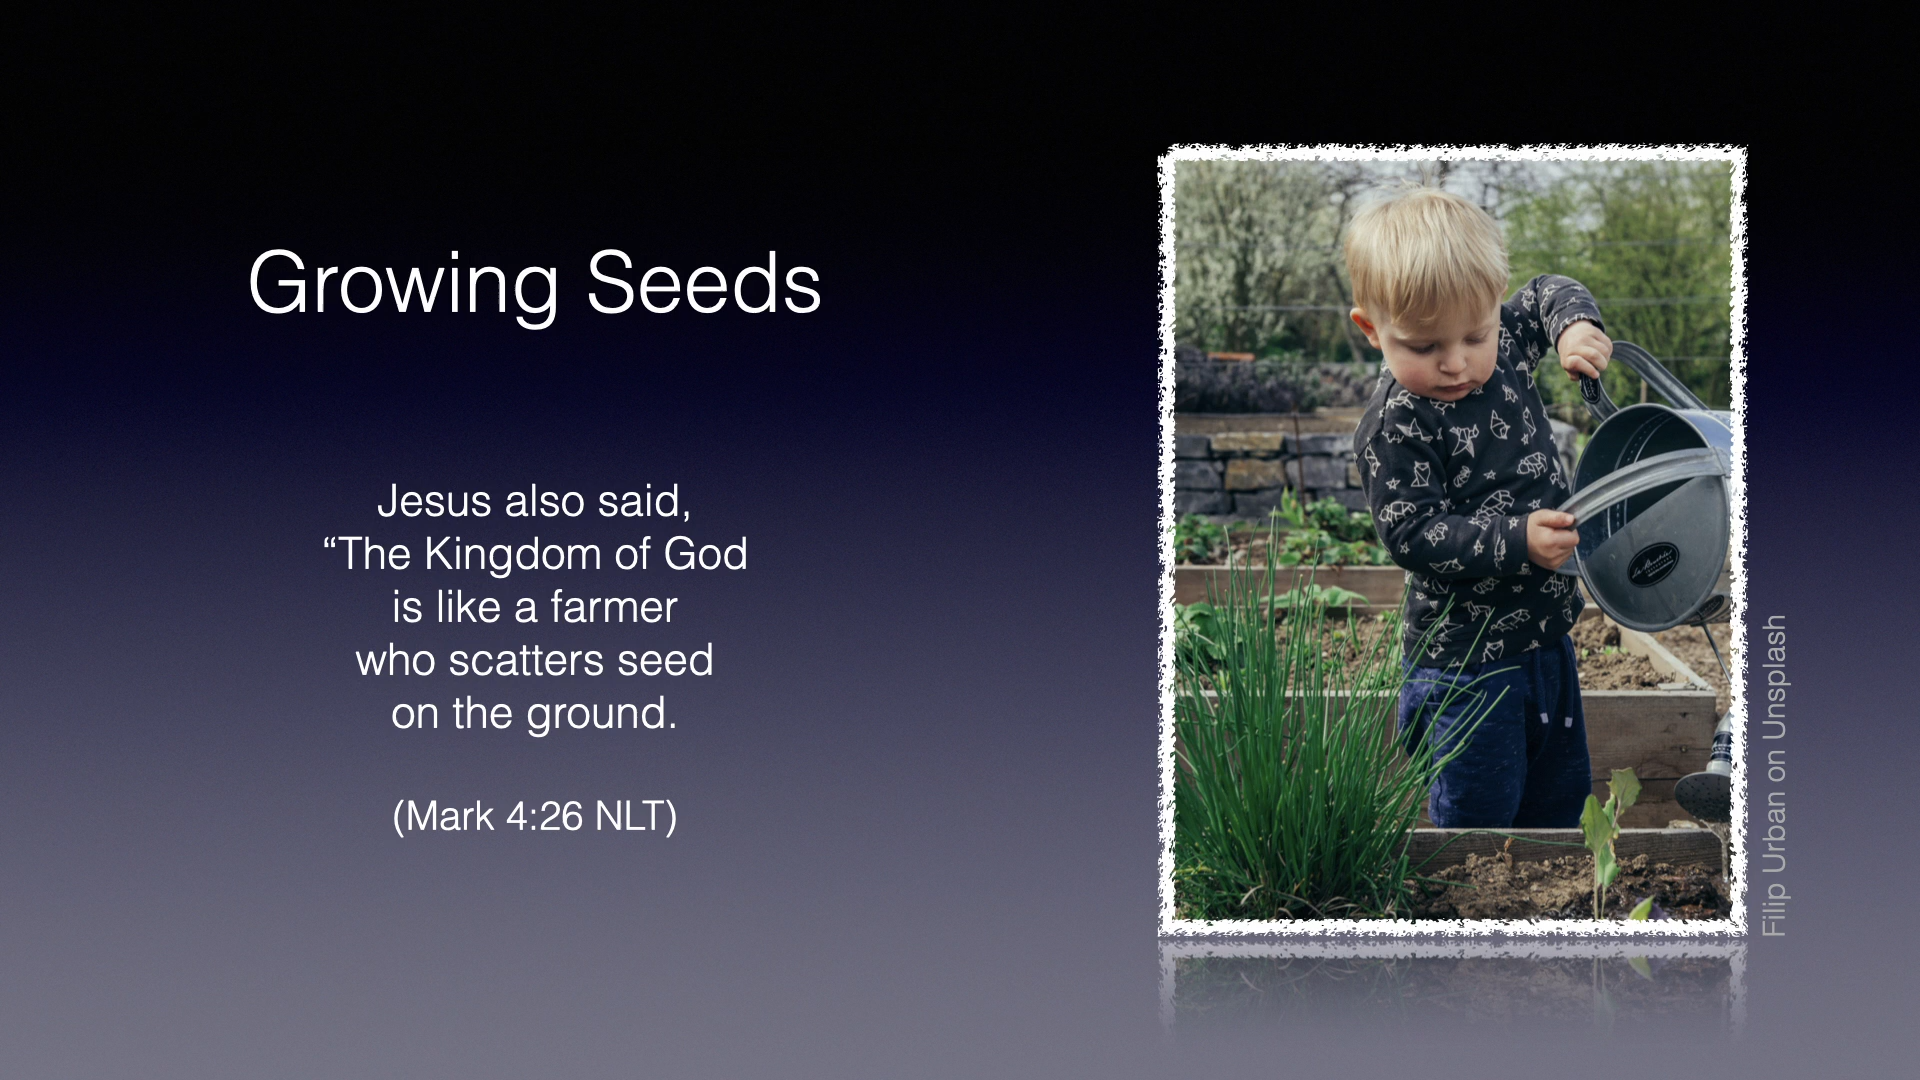 Growing Seeds
Jesus also said,
“The Kingdom of God
is like a farmer
who scatters seed
on the ground.
(Mark 4:26 NLT)
Filip Urban on Unsplash